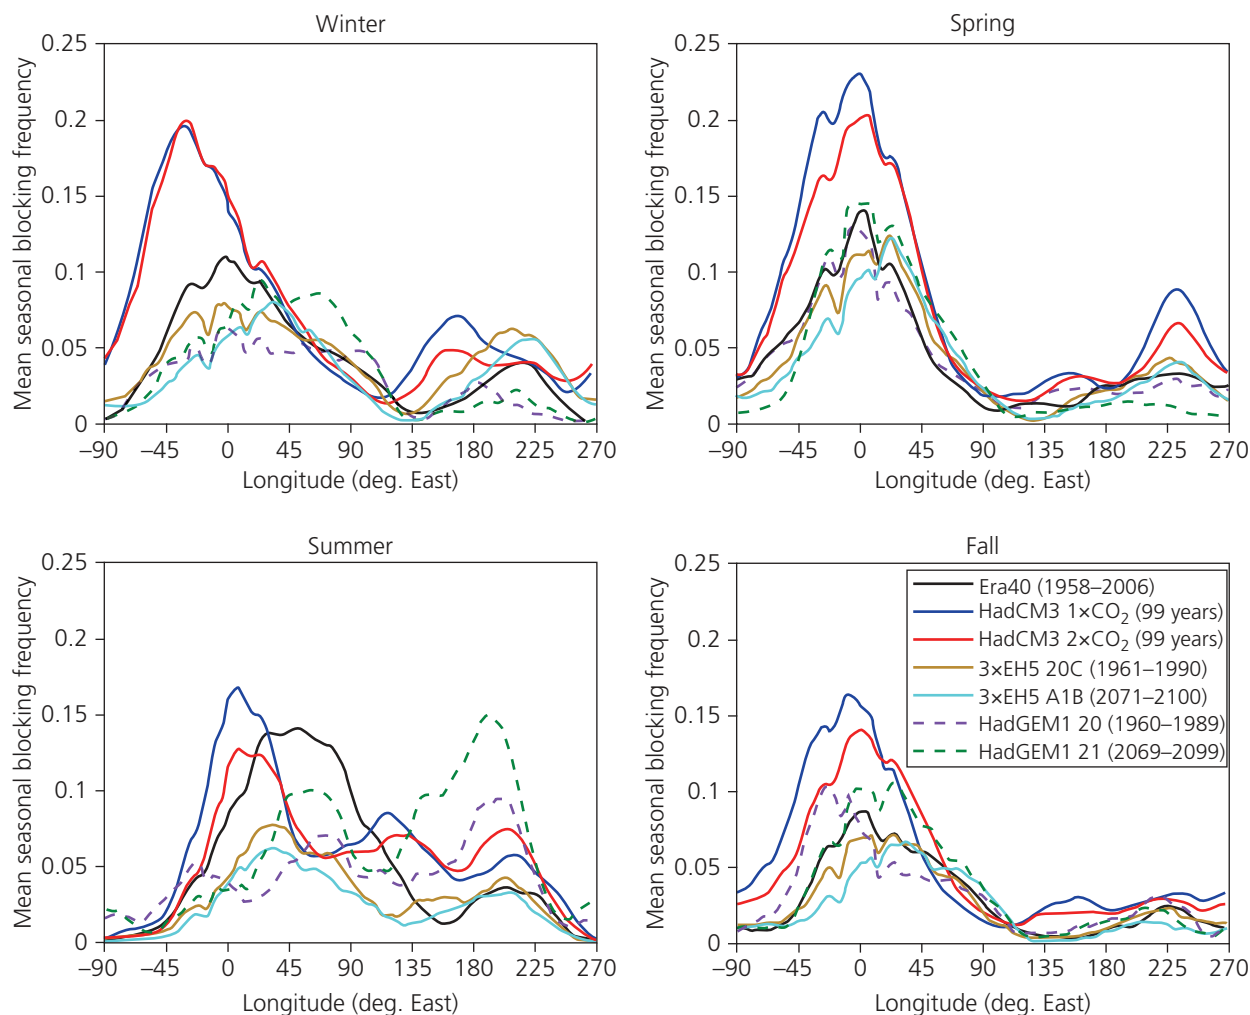 Winter
Mean seasonal blocking frequency
0.25
0.2
0.15
0.1
0.05
0
–90 –45 0 45 90 135 180 225 270
Longitude (deg. East)
Spring
Mean seasonal blocking frequency
0.25
0.2
0.15
0.1
0.05
0
–90 –45 0 45 90 135 180 225 270
Longitude (deg. East)
Summer
Mean seasonal blocking frequency
0.25
0.2
0.15
0.1
0.05
0
–90 –45 0 45 90 135 180 225 270
Longitude (deg. East)
Fall
Mean seasonal blocking frequency
0.25
0.2
0.15
0.1
0.05
0
–90 –45 0 45 90 135 180 225 270
Longitude (deg. East)
Era40 (1958–2006)
HadCM3 1×CO₂ (99 years)
HadCM3 2×CO₂ (99 years)
3×EH5 20C (1961–1990)
3×EH5 A1B (2071–2100)
HadGEM1 20 (1960–1989)
HadGEM1 21 (2069–2099)